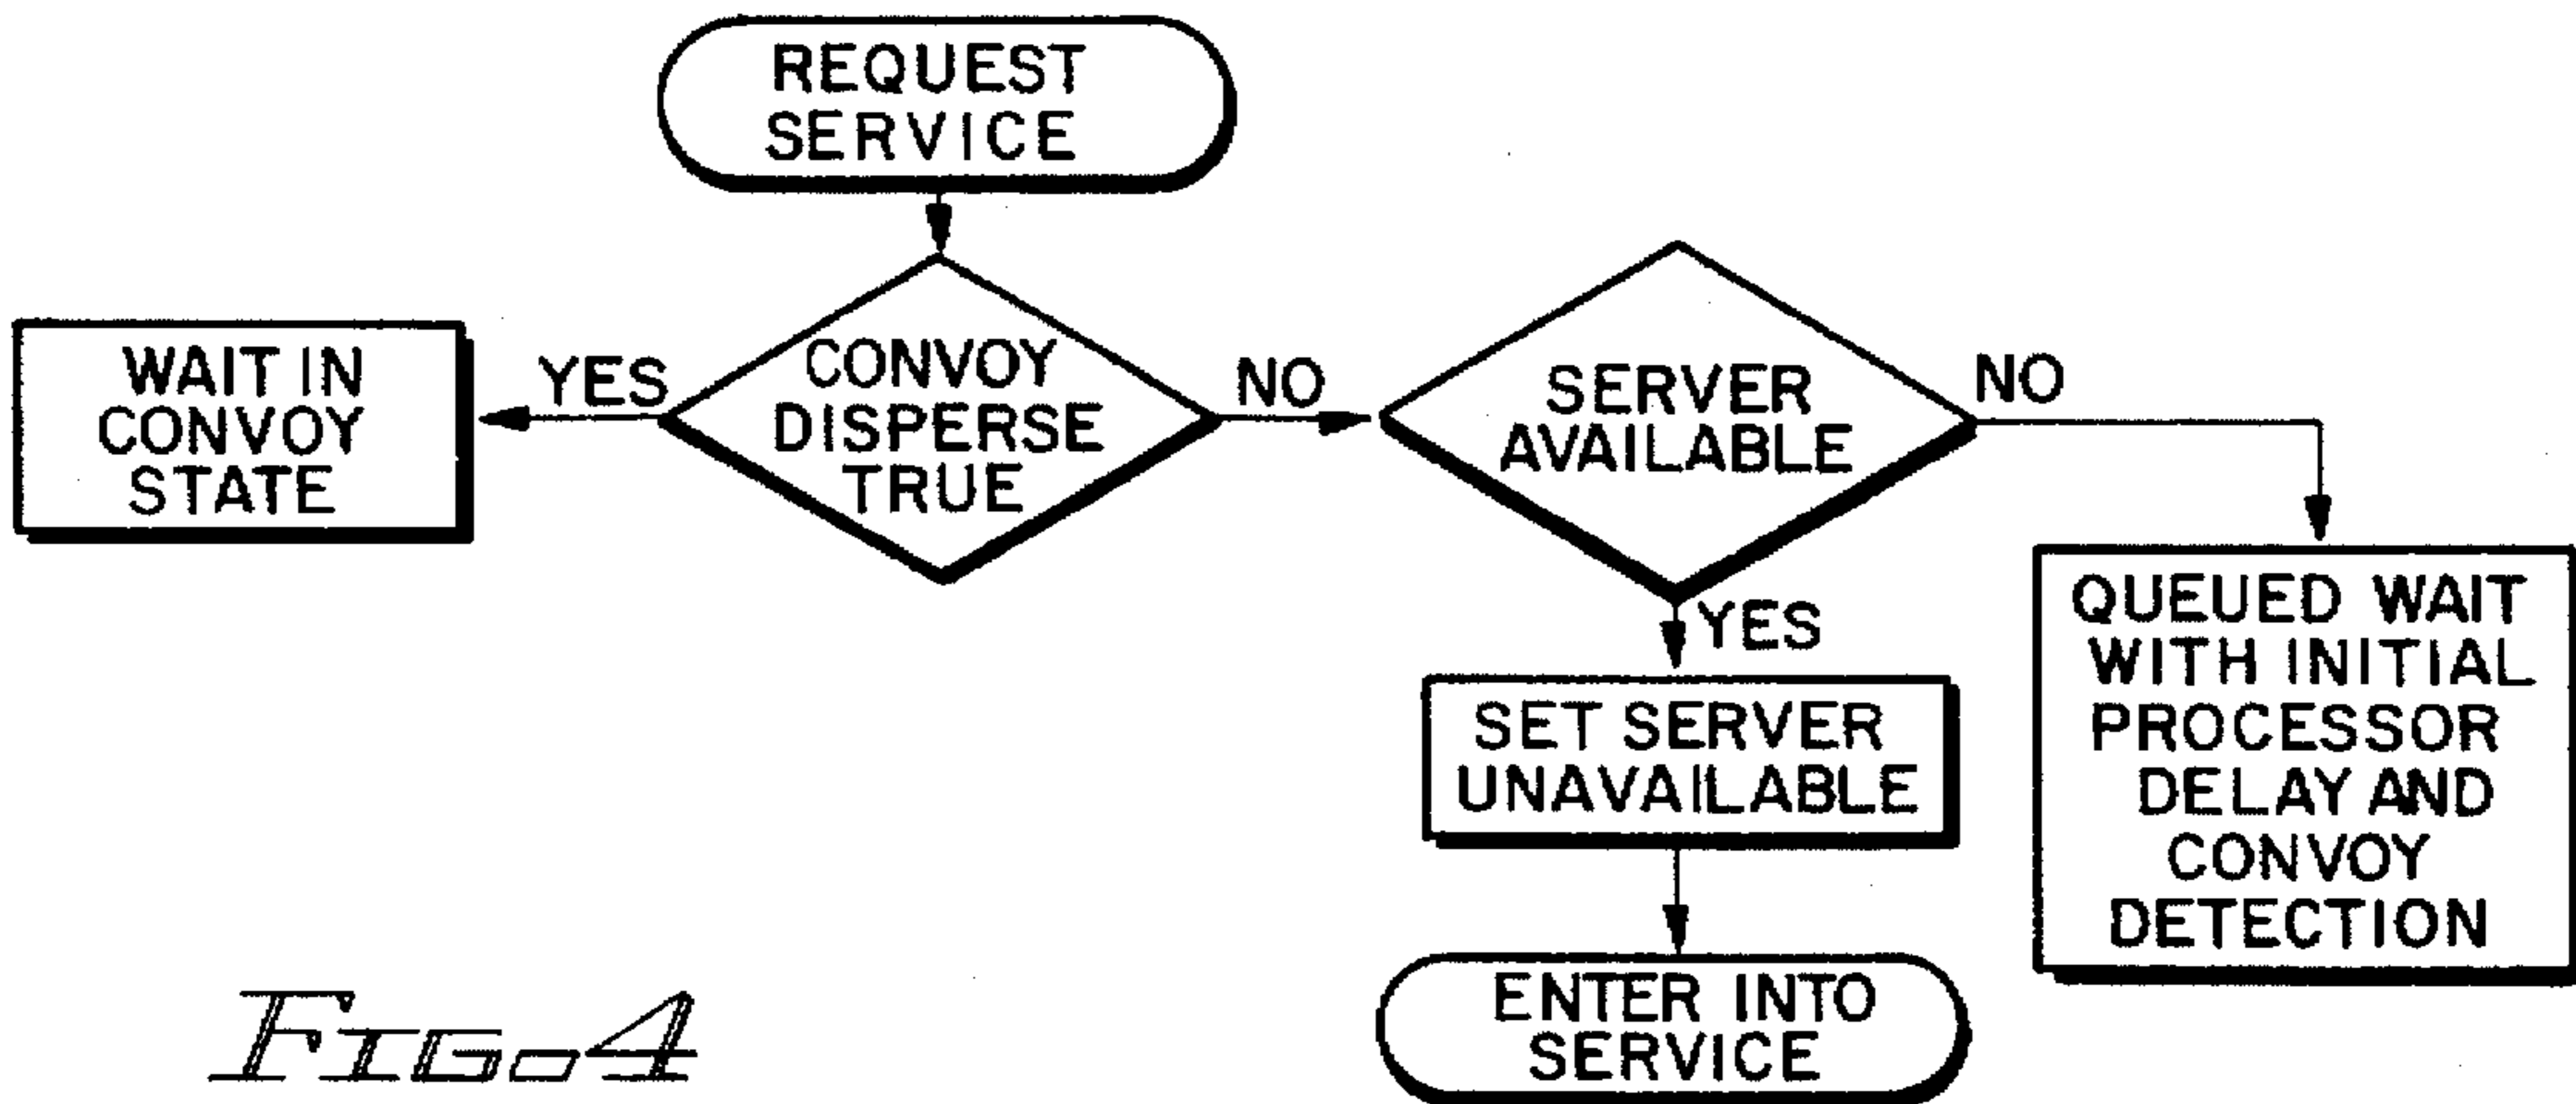 REQUEST
SERVICE
WAIT IN
CONVOY
STATE
YES
CONVOY
DISPERSE
TRUE
NO
SERVER
AVAILABLE
NO
YES
SET SERVER
UNAVAILABLE
ENTER INTO
SERVICE
QUEUED WAIT
WITH INITIAL
PROCESSOR
DELAY AND
CONVOY
DETECTION
FIG. 4